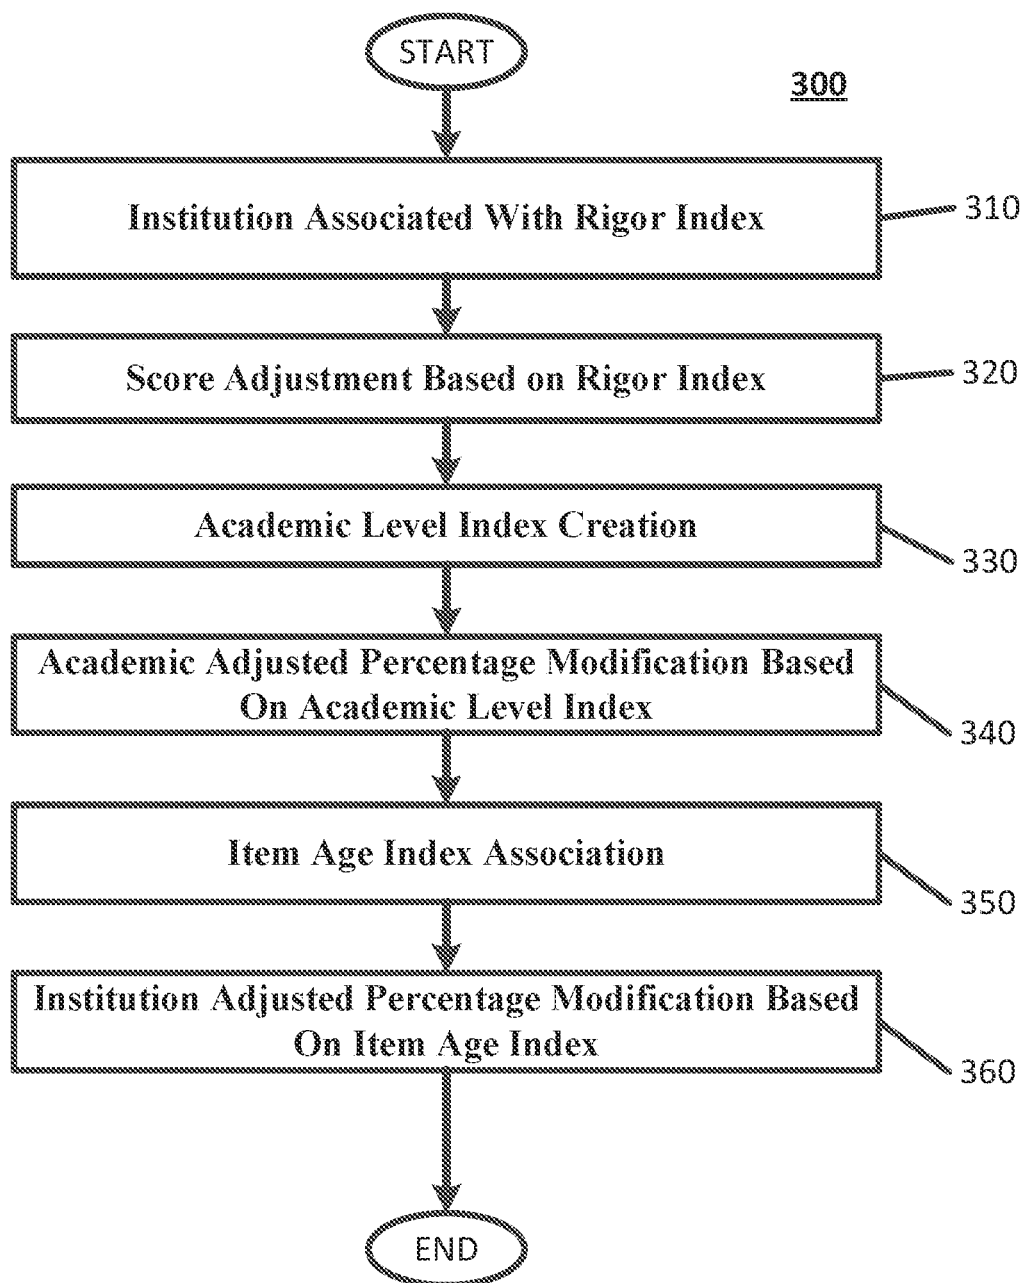 START
300
Institution Associated With Rigor Index
310
Score Adjustment Based on Rigor Index
320
Academic Level Index Creation
330
Academic Adjusted Percentage Modification Based
On Academic Level Index
340
Item Age Index Association
350
Institution Adjusted Percentage Modification Based
On Item Age Index
360
END